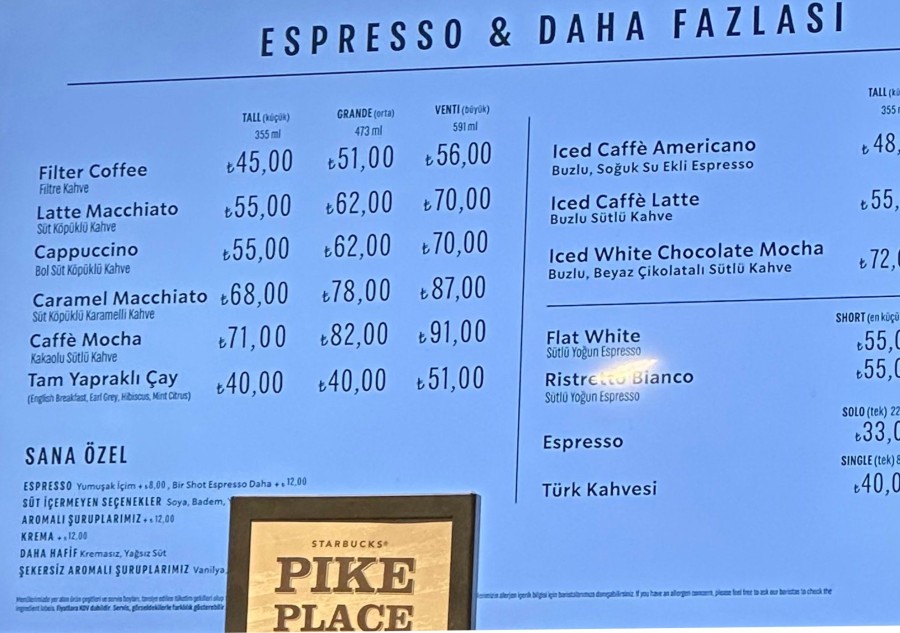 ESPRESSO & DAHA FAZLASI
TALL (küçük) GRANDE (orta) VENTI (büyük)
355 ml 473 ml 591 ml
Filter Coffee ₺45,00 ₺51,00 ₺56,00
Filtre Kahve
Latte Macchiato ₺55,00 ₺62,00 ₺70,00
Süt Köpüklü Kahve
Cappuccino ₺55,00 ₺62,00 ₺70,00
Bol Süt Köpüklü Kahve
Caramel Macchiato ₺68,00 ₺78,00 ₺87,00
Süt Köpüklü Karamelli Kahve
Caffè Mocha ₺71,00 ₺82,00 ₺91,00
Kakaolu Sütlü Kahve
Tam Yapraklı Çay ₺40,00 ₺40,00 ₺51,00
(English Breakfast, Earl Grey, Hibiscus, Mint Citrus)
SANA ÖZEL
ESPRESSO Yumuşak İçim +₺8,00, Bir Shot Espresso Daha +₺12,00
SÜT İÇERMEYEN SEÇENEKLER Soya, Badem,
AROMALI ŞURUPLARIMIZ +₺12,00
KREMA +₺12,00
DAHA HAFİF Kremasız, Yağsız Süt
ŞEKERSİZ AROMALI ŞURUPLARIMIZ Vanilya,
TALL (kü
355
Iced Caffè Americano ₺48,
Buzlu, Soğuk Su Ekli Espresso
Iced Caffè Latte ₺55,
Buzlu Sütlü Kahve
Iced White Chocolate Mocha ₺72,
Buzlu, Beyaz Çikolatalı Sütlü Kahve
SHORT (en küçü
Flat White ₺55,0
Sütlü Yoğun Espresso
Ristretto Bianco ₺55,0
Sütlü Yoğun Espresso
SOLO (tek) 22
Espresso ₺33,0
SINGLE (tek) 8
Türk Kahvesi ₺40,0
If you have an allergen concern, please feel free to ask our baristas to check the
STARBUCKS®
PIKE
PLACE